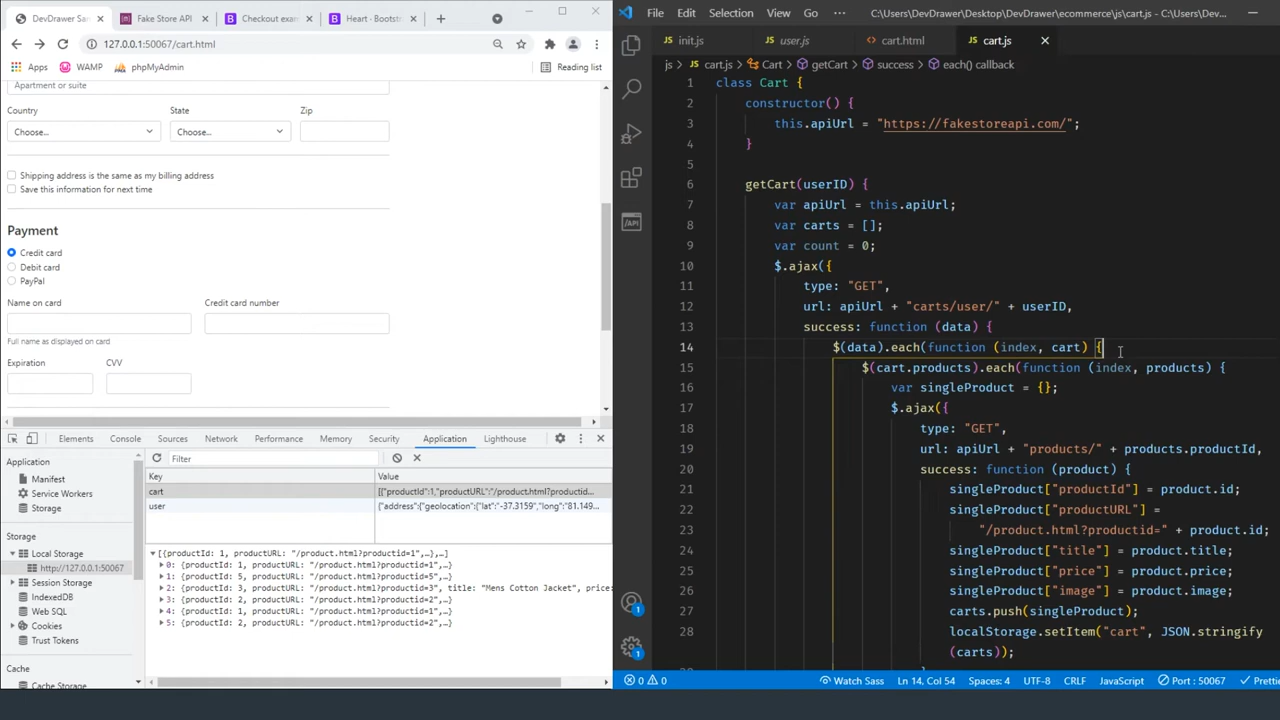 DevDrawer San
Fake Store API
Checkout exam
Heart · Bootstr
127.0.0.1:50067/cart.html
Apps
WAMP
phpMyAdmin
Reading list
Apartment or suite
Country
State
Zip
Choose...
Choose...
Shipping address is the same as my billing address
Save this information for next time
Payment
Credit card
Debit card
PayPal
Name on card
Credit card number
Full name as displayed on card
Expiration
CVV
Elements
Console
Sources
Network
Performance
Memory
Security
Application
Lighthouse
Application
Manifest
Service Workers
Storage
Storage
Local Storage
http://127.0.0.1:50067
Session Storage
IndexedDB
Web SQL
Cookies
Trust Tokens
Cache
Cache Storage
Filter
Key
Value
cart
[{"productId":1,"productURL":"/product.html?productid...
user
{"address":{"geolocation":{"lat":"-37.3159","long":"81.149...
[{productId: 1, productURL: "/product.html?productid=1",…},…]
0: {productId: 1, productURL: "/product.html?productid=1",…}
1: {productId: 5, productURL: "/product.html?productid=5",…}
2: {productId: 3, productURL: "/product.html?productid=3", title: "Mens Cotton Jacket", price:
3: {productId: 2, productURL: "/product.html?productid=2",…}
4: {productId: 1, productURL: "/product.html?productid=1",…}
5: {productId: 2, productURL: "/product.html?productid=2",…}
File
Edit
Selection
View
Go
C:\Users\DevDrawer\Desktop\DevDrawer\ecommerce\js\cart.js - Visual...
init.js
user.js
cart.html
JS cart.js
js > JS cart.js > Cart > getCart > success > each() callback
1 class Cart {
2 constructor() {
3 this.apiUrl = "https://fakestoreapi.com/";
4 }
5
6 getCart(userID) {
7 var apiUrl = this.apiUrl;
8 var carts = [];
9 var count = 0;
10 $.ajax({
11 type: "GET",
12 url: apiUrl + "carts/user/" + userID,
13 success: function (data) {
14 $(data).each(function (index, cart) {
15 $(cart.products).each(function (index, products) {
16 var singleProduct = {};
17 $.ajax({
18 type: "GET",
19 url: apiUrl + "products/" + products.productId,
20 success: function (product) {
21 singleProduct["productId"] = product.id;
22 singleProduct["productURL"] =
23 "/product.html?productid=" + product.id;
24 singleProduct["title"] = product.title;
25 singleProduct["price"] = product.price;
26 singleProduct["image"] = product.image;
27 carts.push(singleProduct);
28 localStorage.setItem("cart", JSON.stringify
(carts));
0
0
Watch Sass
Ln 14, Col 54
Spaces: 4
UTF-8
CRLF
JavaScript
Port : 50067
Pretti